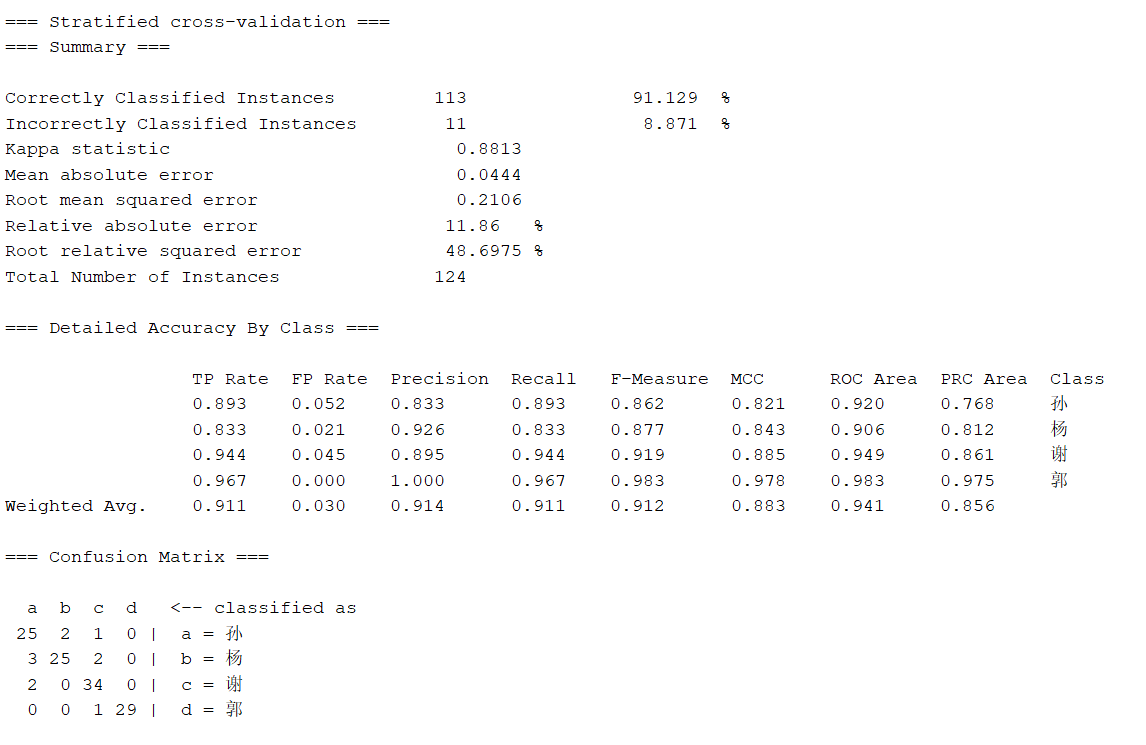 === Stratified cross-validation ===
=== Summary ===
Correctly Classified Instances 113 91.129 %
Incorrectly Classified Instances 11 8.871 %
Kappa statistic 0.8813
Mean absolute error 0.0444
Root mean squared error 0.2106
Relative absolute error 11.86 %
Root relative squared error 48.6975 %
Total Number of Instances 124
=== Detailed Accuracy By Class ===
TP Rate FP Rate Precision Recall F-Measure MCC ROC Area PRC Area Class
0.893 0.052 0.833 0.893 0.862 0.821 0.920 0.768 孙
0.833 0.021 0.926 0.833 0.877 0.843 0.906 0.812 杨
0.944 0.045 0.895 0.944 0.919 0.885 0.949 0.861 谢
0.967 0.000 1.000 0.967 0.983 0.978 0.983 0.975 郭
Weighted Avg. 0.911 0.030 0.914 0.911 0.912 0.883 0.941 0.856
=== Confusion Matrix ===
a b c d <-- classified as
25 2 1 0 | a = 孙
3 25 2 0 | b = 杨
2 0 34 0 | c = 谢
0 0 1 29 | d = 郭